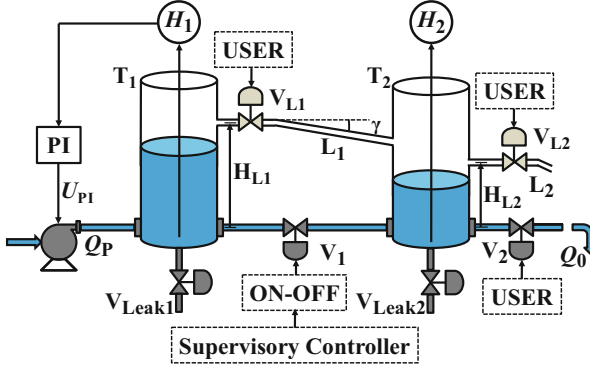 H1
H2
USER
T1
T2
USER
VL1
VL2
γ
PI
L1
L2
HL1
HL2
UPI
QP
V1
V2
Q0
VLeak1
ON-OFF
VLeak2
USER
Supervisory Controller